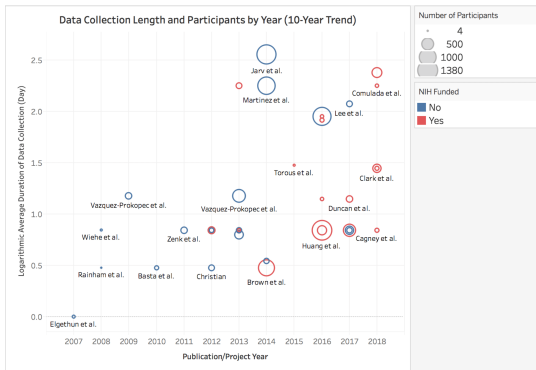 Data Collection Length and Participants by Year (10-Year Trend)
Number of Participants
4
500
1000
1380
NIH Funded
No
Yes
Logarithmic Average Duration of Data Collection (Day)
2.5
2.0
1.5
1.0
0.5
0.0
Jarv et al.
Martinez et al.
Comulada et al.
Lee et al.
Torous et al.
Clark et al.
Vazquez-Prokopec et al.
Vazquez-Prokopec et al.
Duncan et al.
Wiehe et al.
Zenk et al.
Huang et al.
Cagney et al.
Rainham et al.
Basta et al.
Christian
Brown et al.
Elgethun et al.
2007 2008 2009 2010 2011 2012 2013 2014 2015 2016 2017 2018
Publication/Project Year